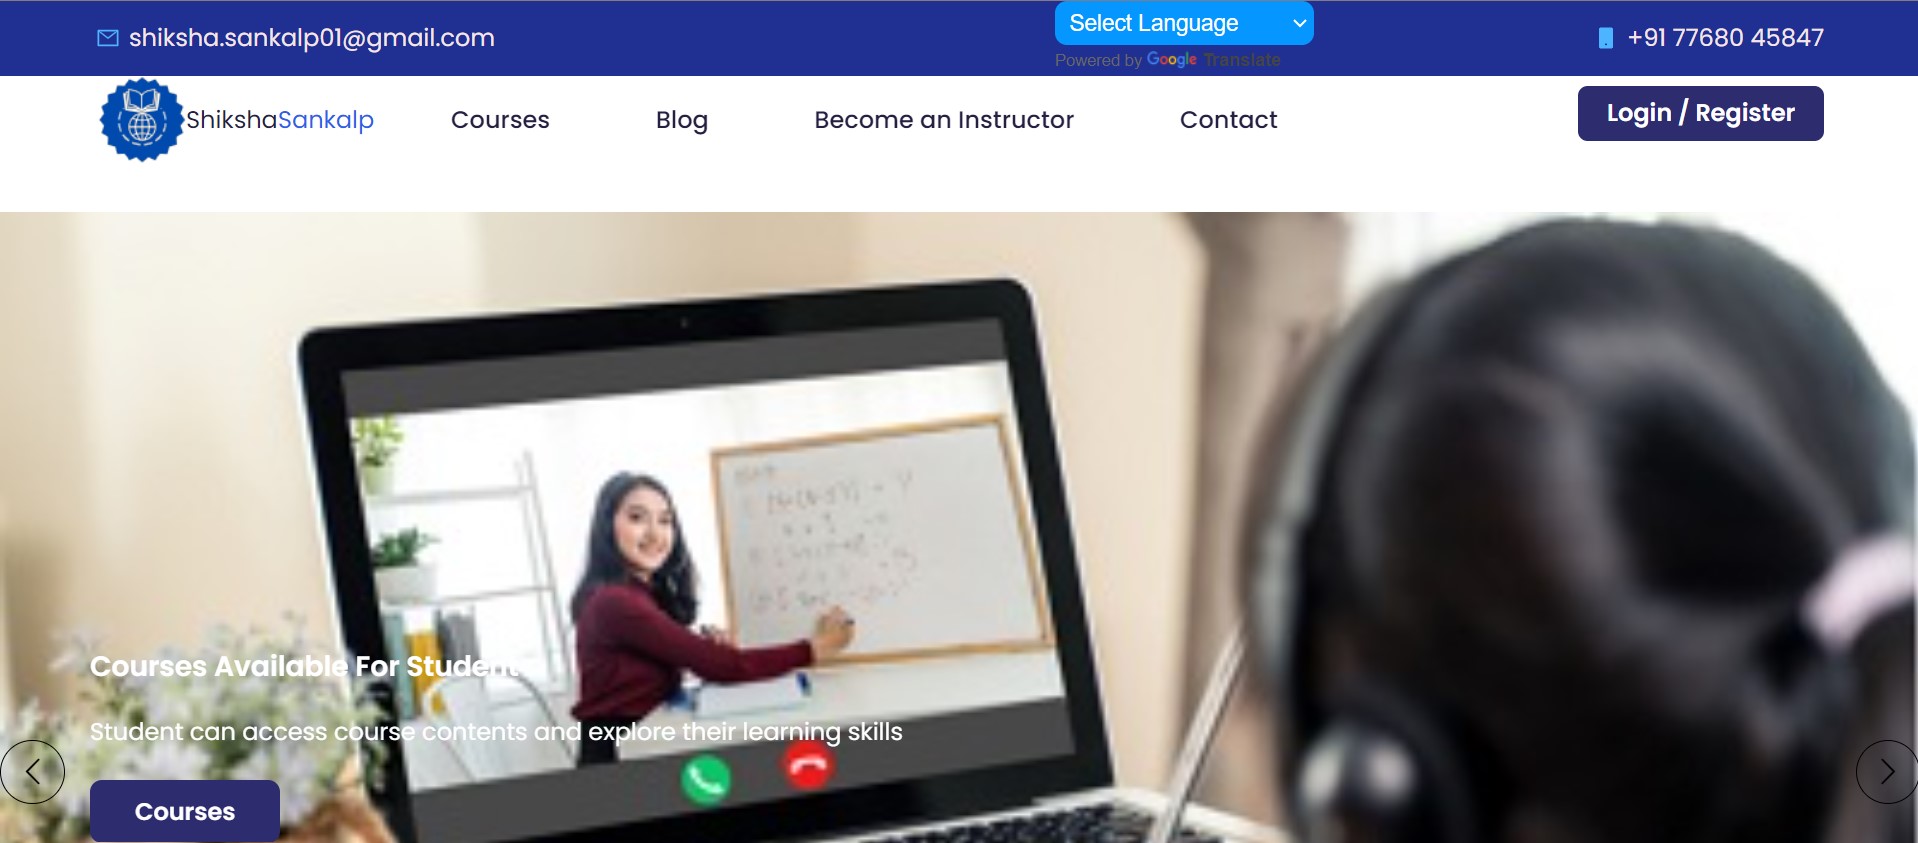 shiksha.sankalp01@gmail.com
Select Language
Powered by Google Translate
+91 77680 45847
ShikshaSankalp
Courses
Blog
Become an Instructor
Contact
Login / Register
Courses Available For Student
Student can access course contents and explore their learning skills
Courses